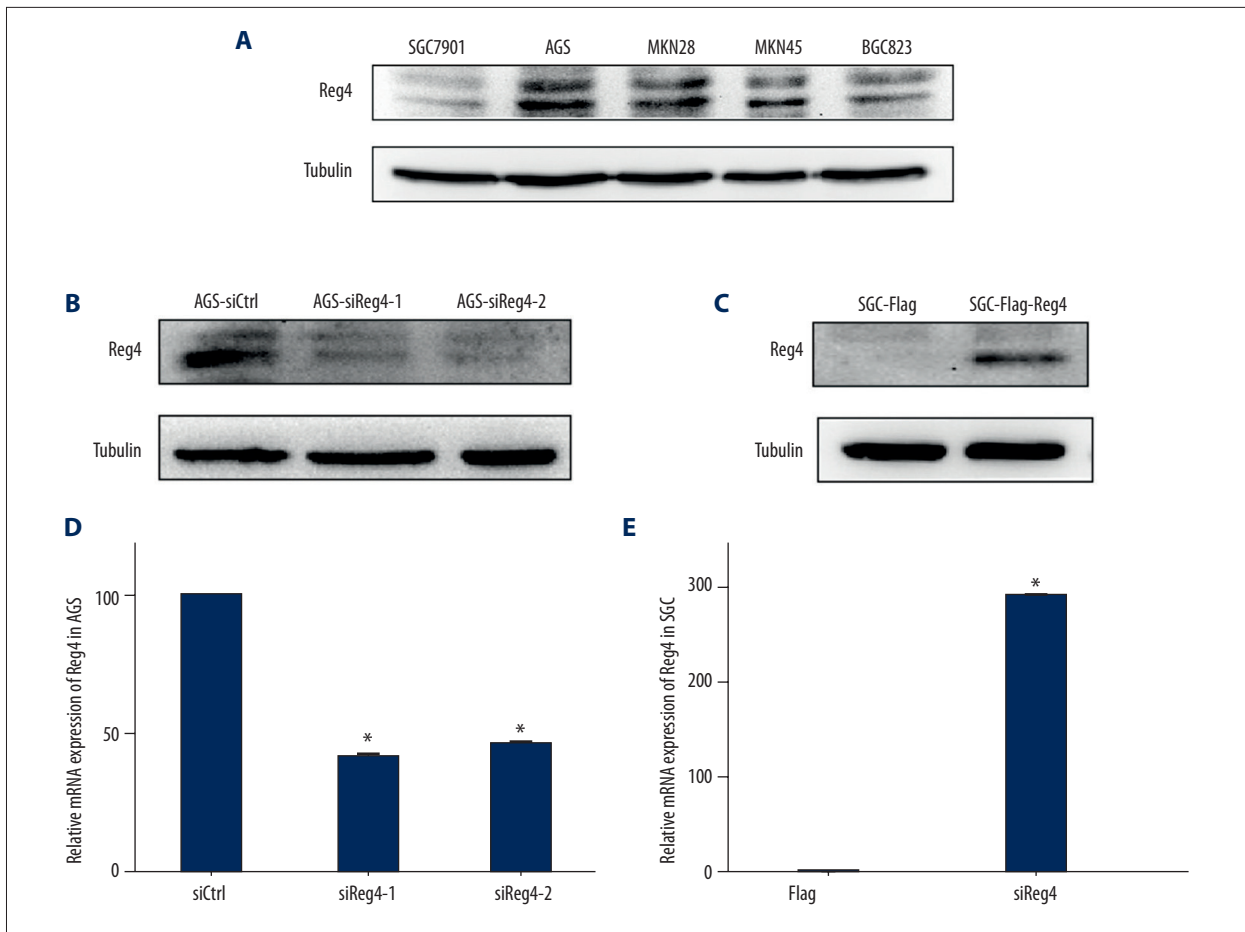 A
SGC7901 AGS MKN28 MKN45 BGC823
Reg4
Tubulin
B
AGS-siCtrl AGS-siReg4-1 AGS-siReg4-2
Reg4
Tubulin
C
SGC-Flag SGC-Flag-Reg4
Reg4
Tubulin
D
Relative mRNA expression of Reg4 in AGS
100
50
0
* *
siCtrl siReg4-1 siReg4-2
E
Relative mRNA expression of Reg4 in SGC
300
200
100
0
*
Flag siReg4